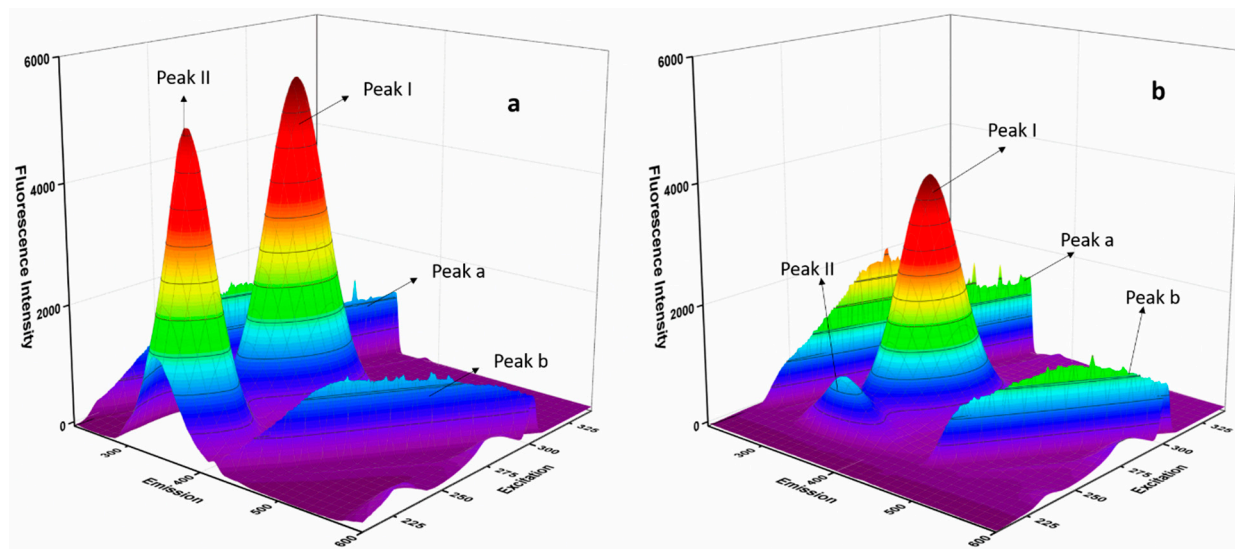 a
Peak II
Peak I
Peak a
Peak b
Fluorescence Intensity
6000
4000
2000
0
300
400
500
600
Emission
225
250
275
300
325
Excitation
b
Peak I
Peak II
Peak a
Peak b
Fluorescence Intensity
6000
4000
2000
0
300
400
500
600
Emission
225
250
275
300
325
Excitation